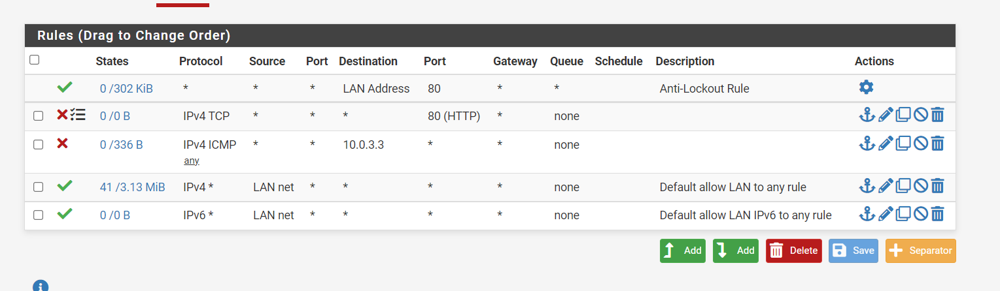 Rules (Drag to Change Order)
States Protocol Source Port Destination Port Gateway Queue Schedule Description Actions
0 /302 KiB * * * LAN Address 80 * * Anti-Lockout Rule
0 /0 B IPv4 TCP * * * 80 (HTTP) * none
0 /336 B IPv4 ICMP * * 10.0.3.3 * * none
any
41 /3.13 MiB IPv4 * LAN net * * * * none Default allow LAN to any rule
0 /0 B IPv6 * LAN net * * * * none Default allow LAN IPv6 to any rule
Add Add Delete Save Separator